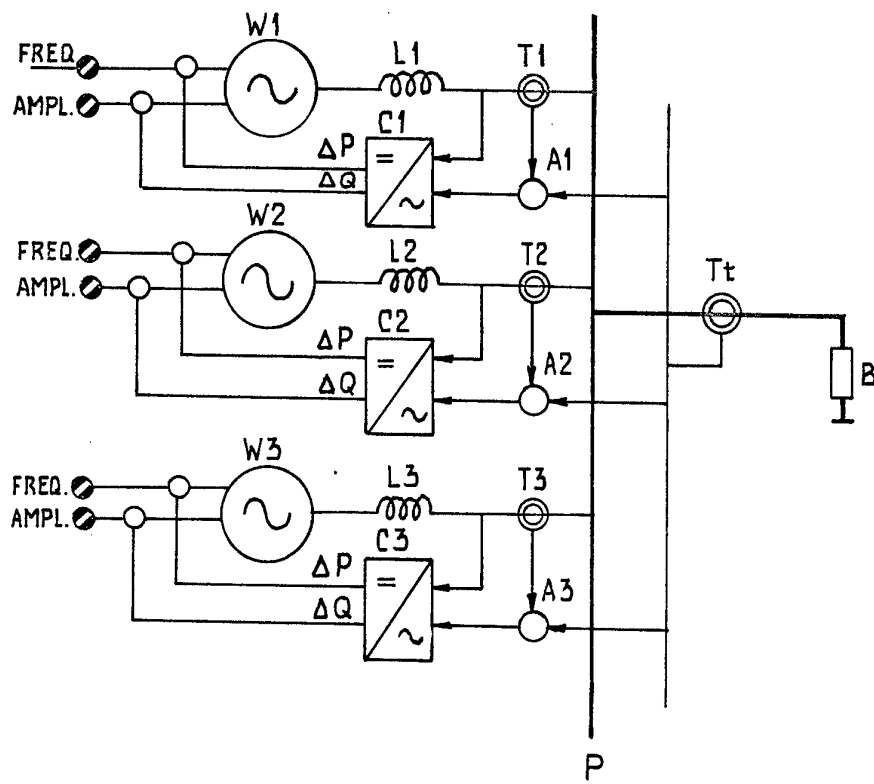 W1
FREQ
L1
T1
AMPL.
C1
ΔP
=
A1
ΔQ
~
W2
FREQ.
L2
T2
Tt
AMPL.
C2
ΔP
=
A2
B
ΔQ
~
W3
L3
T3
FREQ.
AMPL.
C3
ΔP
=
A3
ΔQ
~
P